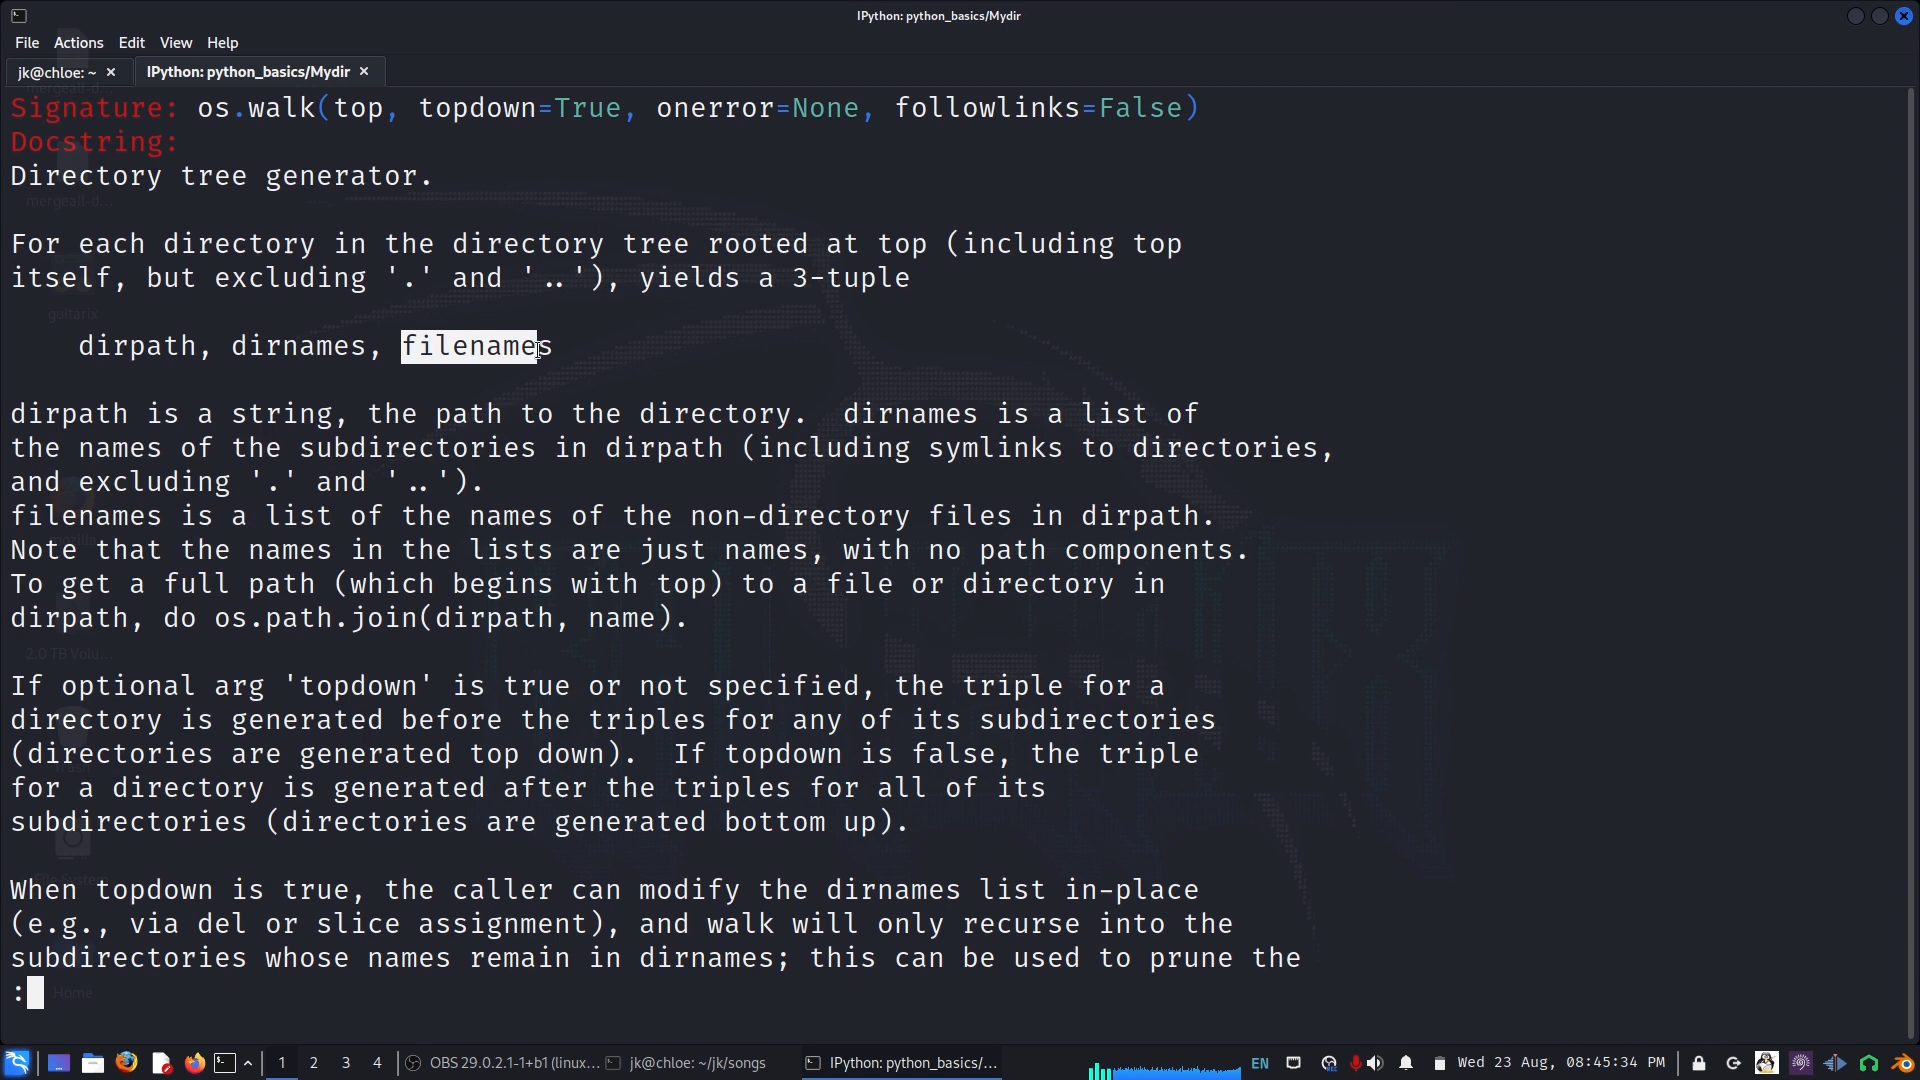 IPython: python_basics/Mydir
File Actions Edit View Help
jk@chloe: ~ × IPython: python_basics/Mydir ×
Signature: os.walk(top, topdown=True, onerror=None, followlinks=False)
Docstring:
Directory tree generator.
For each directory in the directory tree rooted at top (including top
itself, but excluding '.' and '..'), yields a 3-tuple
dirpath, dirnames, filenames
dirpath is a string, the path to the directory.  dirnames is a list of
the names of the subdirectories in dirpath (including symlinks to directories,
and excluding '.' and '..').
filenames is a list of the names of the non-directory files in dirpath.
Note that the names in the lists are just names, with no path components.
To get a full path (which begins with top) to a file or directory in
dirpath, do os.path.join(dirpath, name).
If optional arg 'topdown' is true or not specified, the triple for a
directory is generated before the triples for any of its subdirectories
(directories are generated top down).  If topdown is false, the triple
for a directory is generated after the triples for all of its
subdirectories (directories are generated bottom up).
When topdown is true, the caller can modify the dirnames list in-place
(e.g., via del or slice assignment), and walk will only recurse into the
subdirectories whose names remain in dirnames; this can be used to prune the
:
mergeall-d...
guitarix
2.0 TB Volu...
File System
Home
1 2 3 4 OBS 29.0.2.1-1+b1 (linux... jk@chloe: ~/jk/songs IPython: python_basics/... EN Wed 23 Aug, 08:45:34 PM